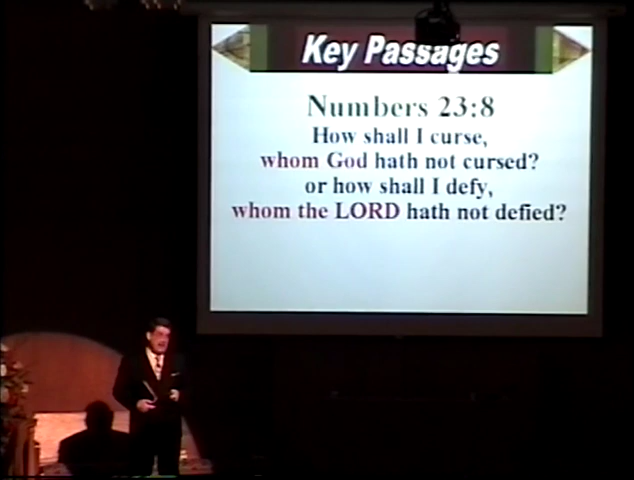 Key Passages
Numbers 23:8
How shall I curse,
whom God hath not cursed?
or how shall I defy,
whom the LORD hath not defied?